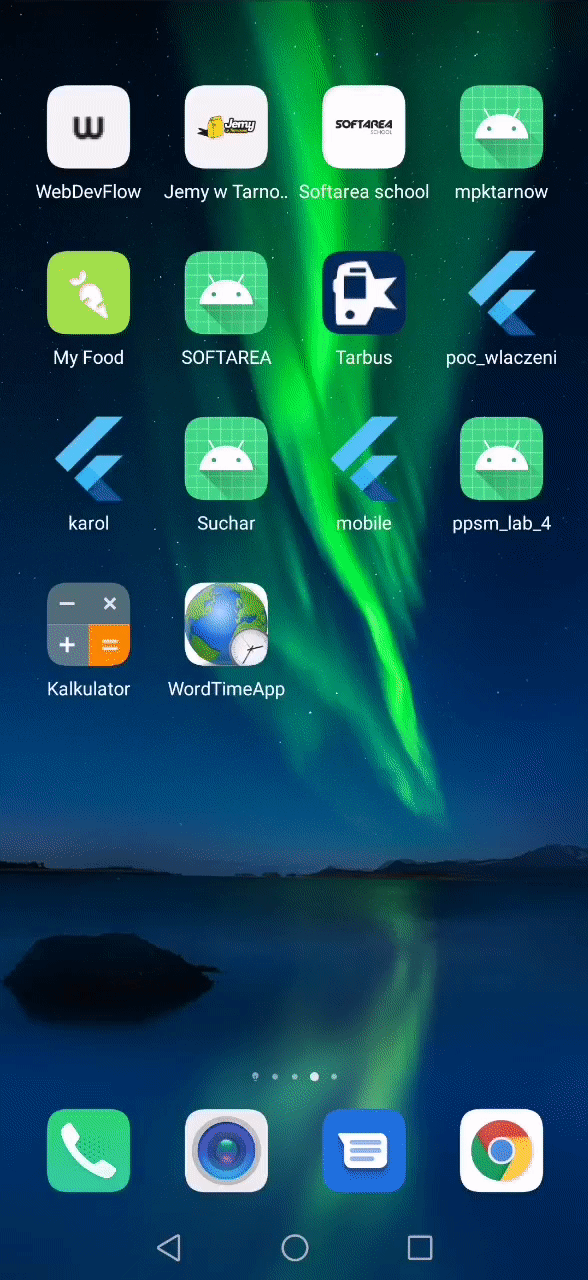 W
Jemy
SOFTAREA
SCHOOL
WebDevFlow
Jemy w Tarno..
Softarea school
mpktarnow
My Food
SOFTAREA
Tarbus
poc_wlaczeni
karol
Suchar
mobile
ppsm_lab_4
Kalkulator
WordTimeApp